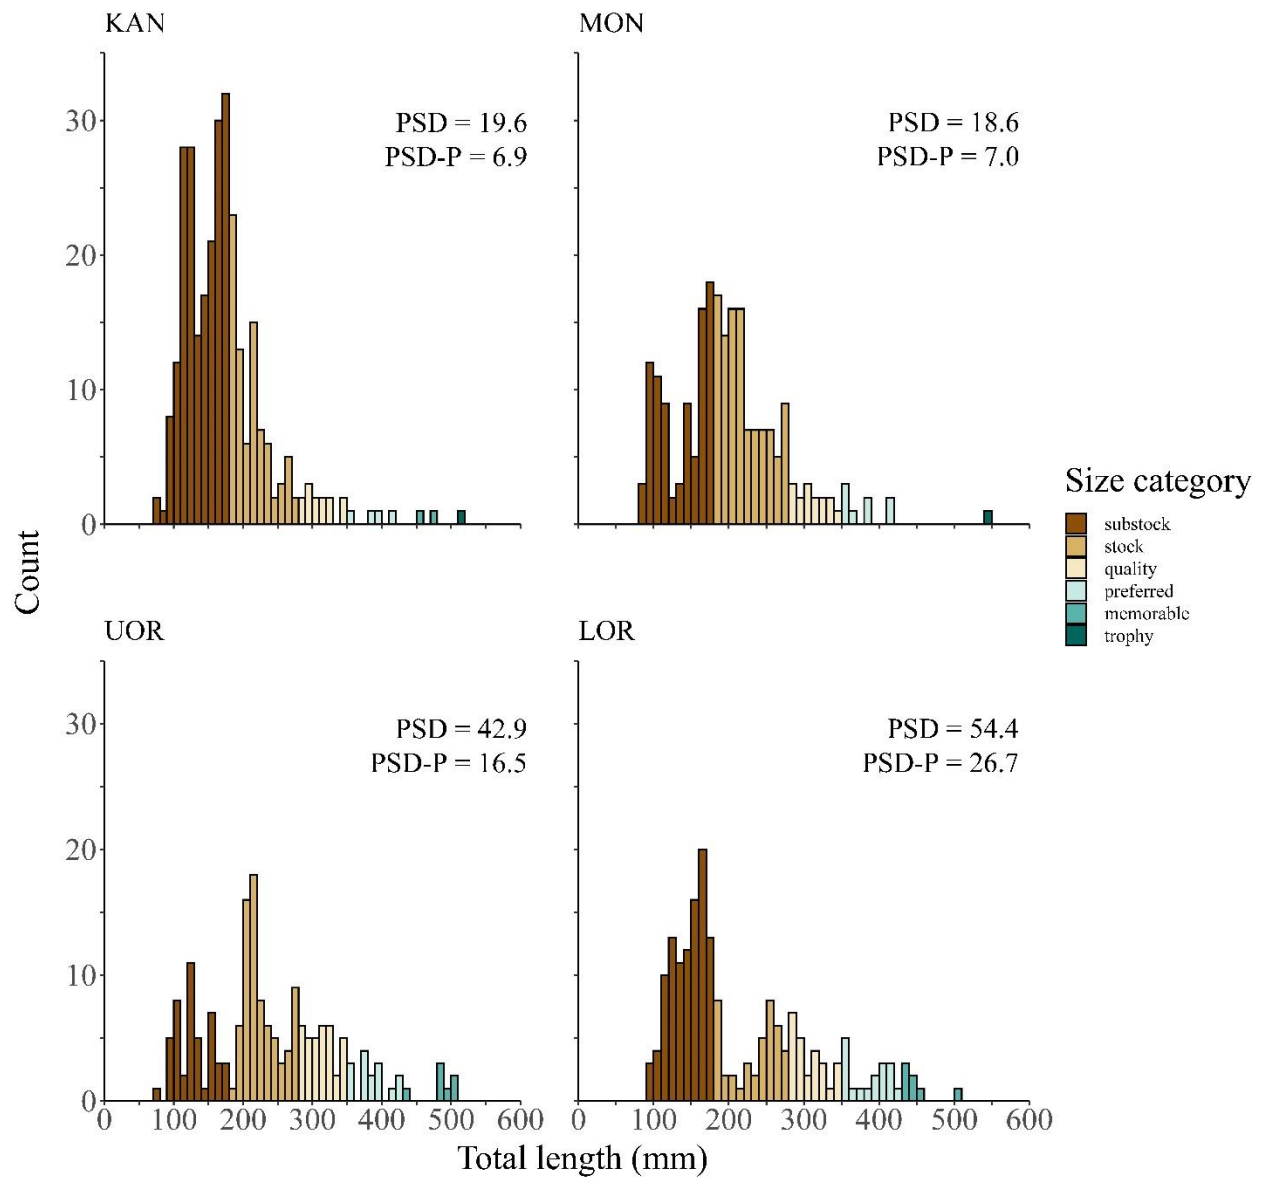 KAN
MON
30
20
10
0
PSD = 19.6
PSD-P = 6.9
PSD = 18.6
PSD-P = 7.0
Size category
substock
stock
quality
preferred
memorable
trophy
Count
UOR
LOR
30
20
10
0
PSD = 42.9
PSD-P = 16.5
PSD = 54.4
PSD-P = 26.7
0 100 200 300 400 500 600
0 100 200 300 400 500 600
Total length (mm)